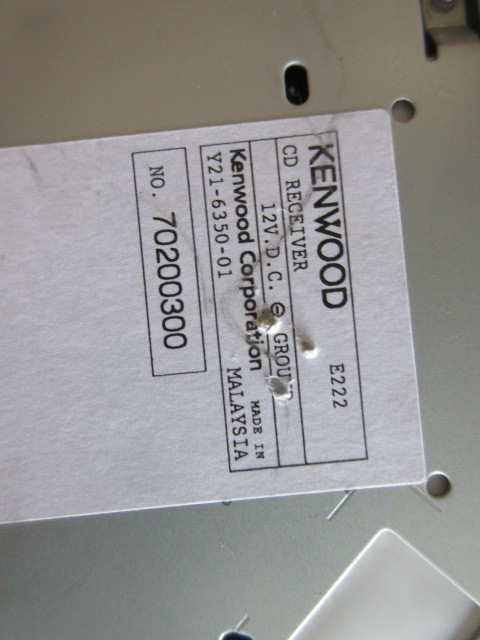 KENWOOD E222
CD RECEIVER
12V.D.C. ⊖ GROUND
Kenwood Corporation MADE IN
Y21-6350-01 MALAYSIA
NO. 70200300